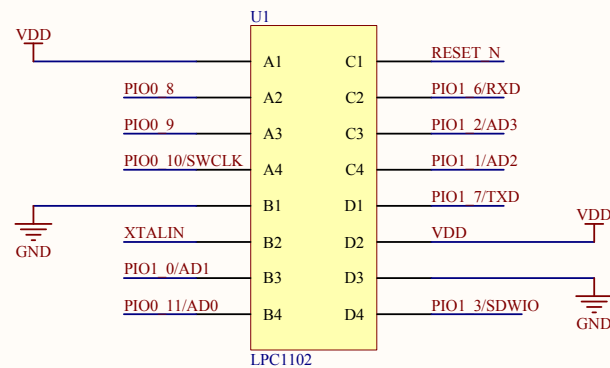 U1
VDD
A1 C1 RESET_N
PIO0_8 A2 C2 PIO1_6/RXD
PIO0_9 A3 C3 PIO1_2/AD3
PIO0_10/SWCLK A4 C4 PIO1_1/AD2
B1 D1 PIO1_7/TXD
GND
XTALIN B2 D2 VDD
VDD
PIO1_0/AD1 B3 D3
GND
PIO0_11/AD0 B4 D4 PIO1_3/SDWIO
LPC1102